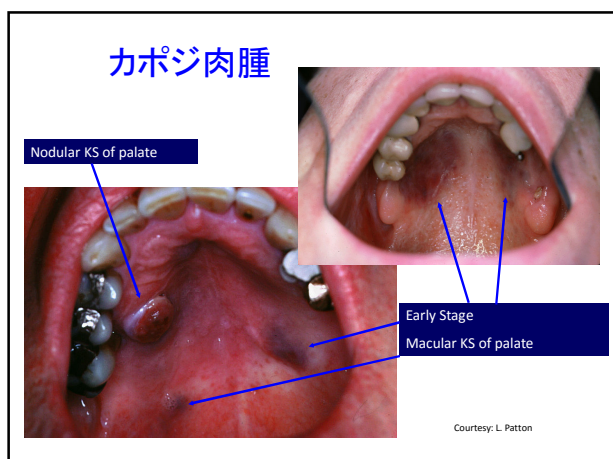 カポジ肉腫
Nodular KS of palate
Early Stage
Macular KS of palate
Courtesy: L. Patton